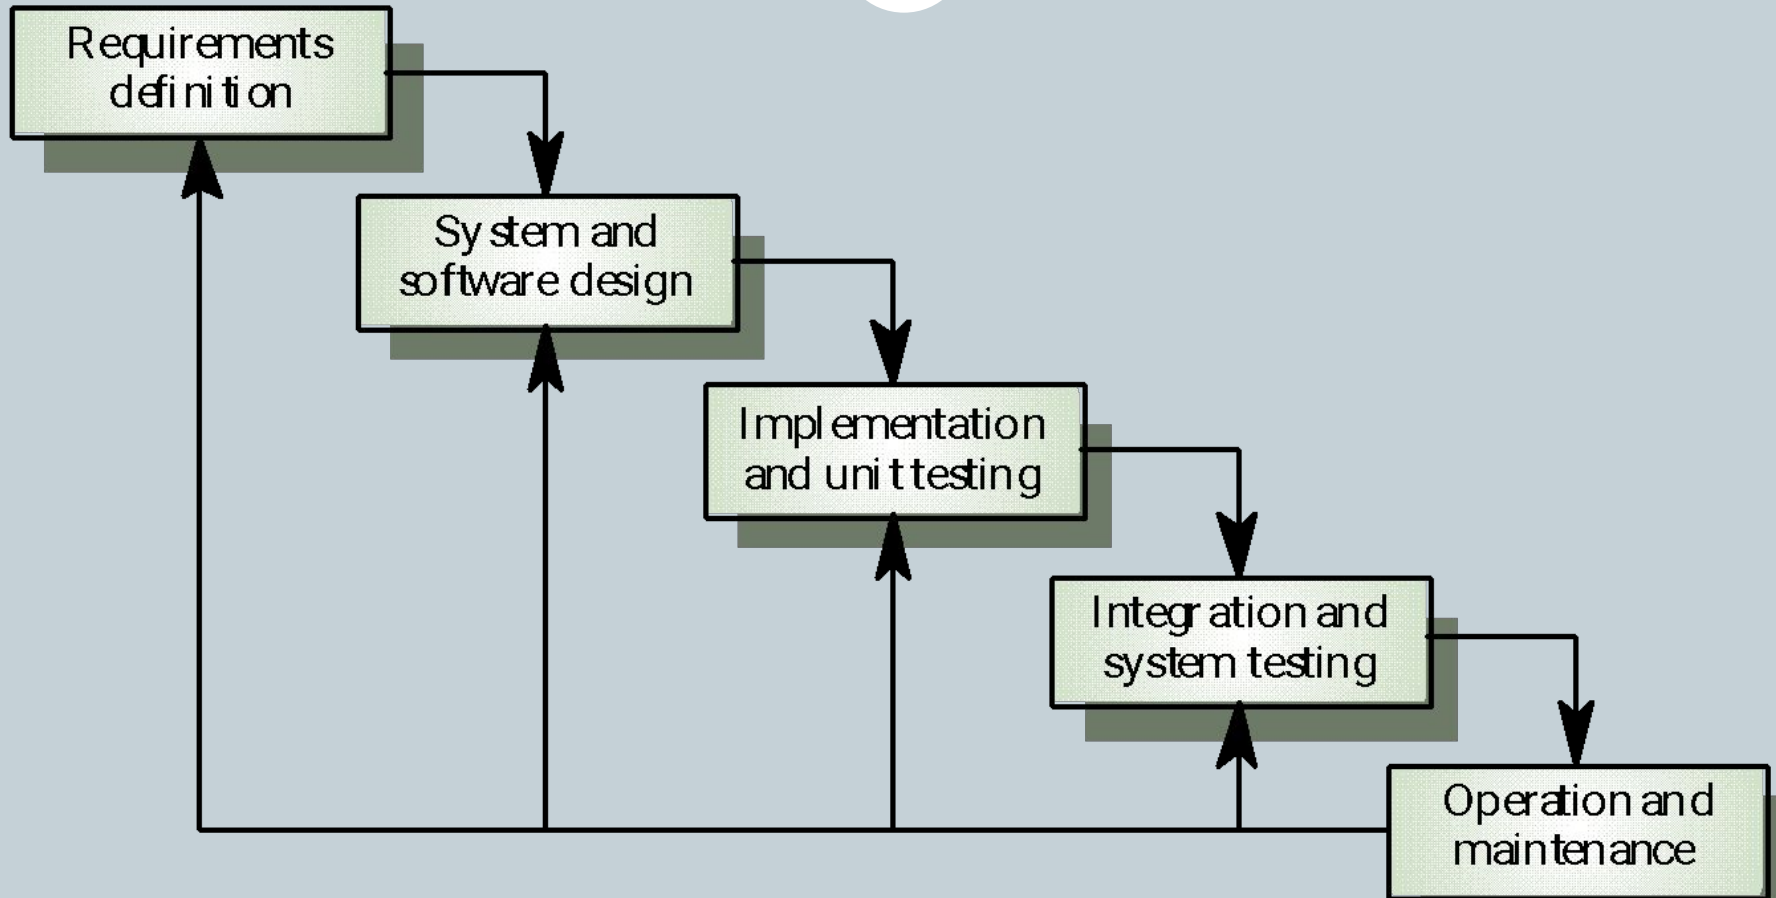 Requirements
definition
System and
software design
Implementation
and unit testing
Integration and
system testing
Operation and
maintenance